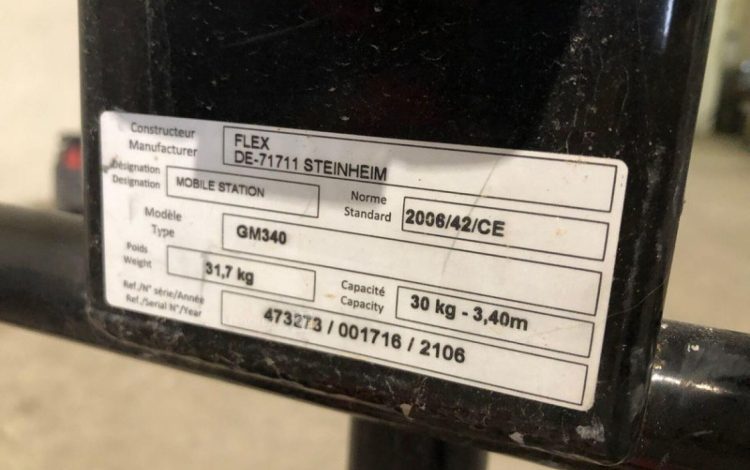 Constructeur
Manufacturer
FLEX
DE-71711 STEINHEIM
Désignation
Designation
MOBILE STATION
Norme
Standard
2006/42/CE
Modèle
Type
GM340
Poids
Weight
31,7 kg
Capacité
Capacity
30 kg - 3,40m
Ref./N° série/Année
Ref./Serial N°/Year
473273 / 001716 / 2106